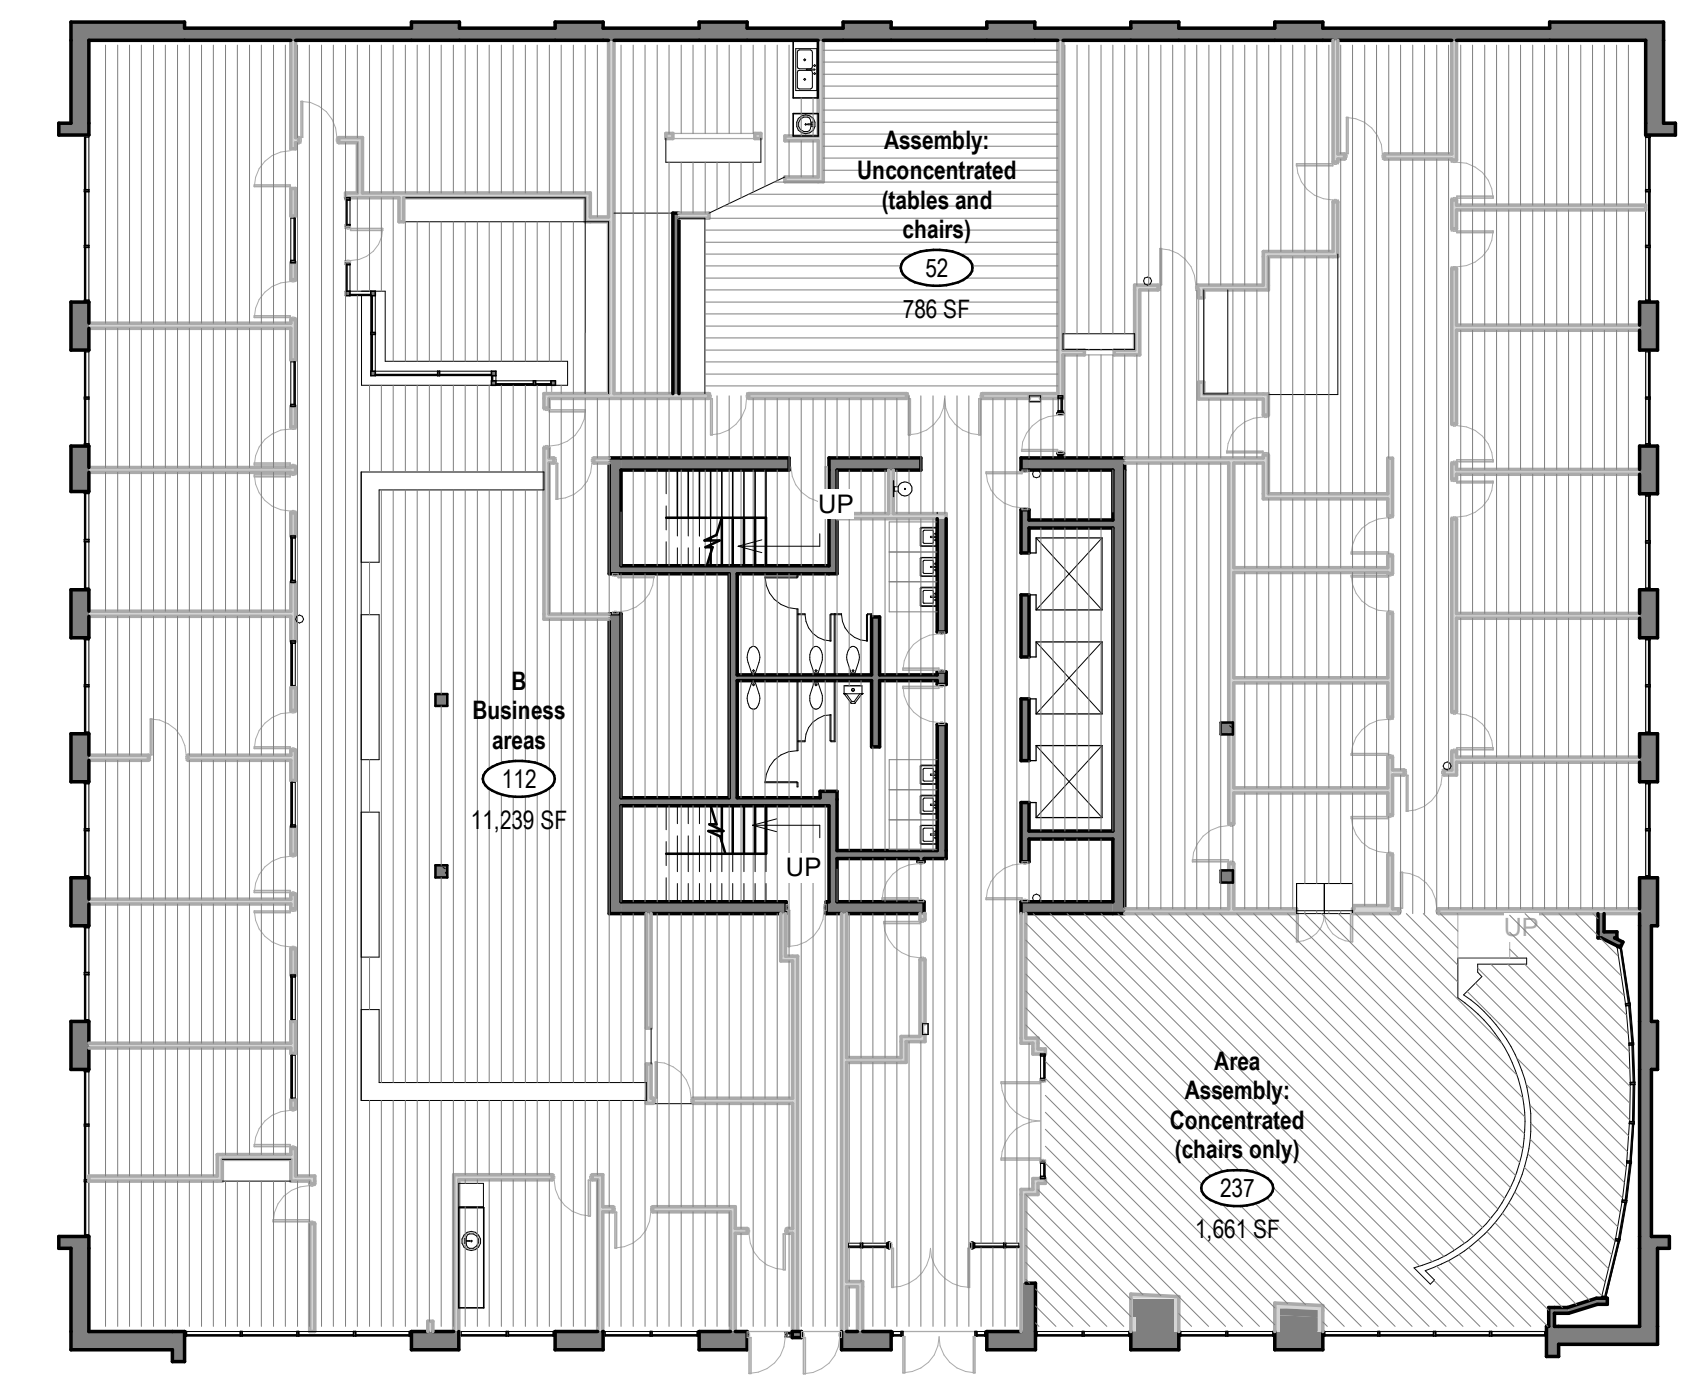 Assembly:
Unconcentrated
(tables and
chairs)
52
786 SF
UP
B
Business
areas
112
11,239 SF
UP
UP
Area
Assembly:
Concentrated
(chairs only)
237
1,661 SF